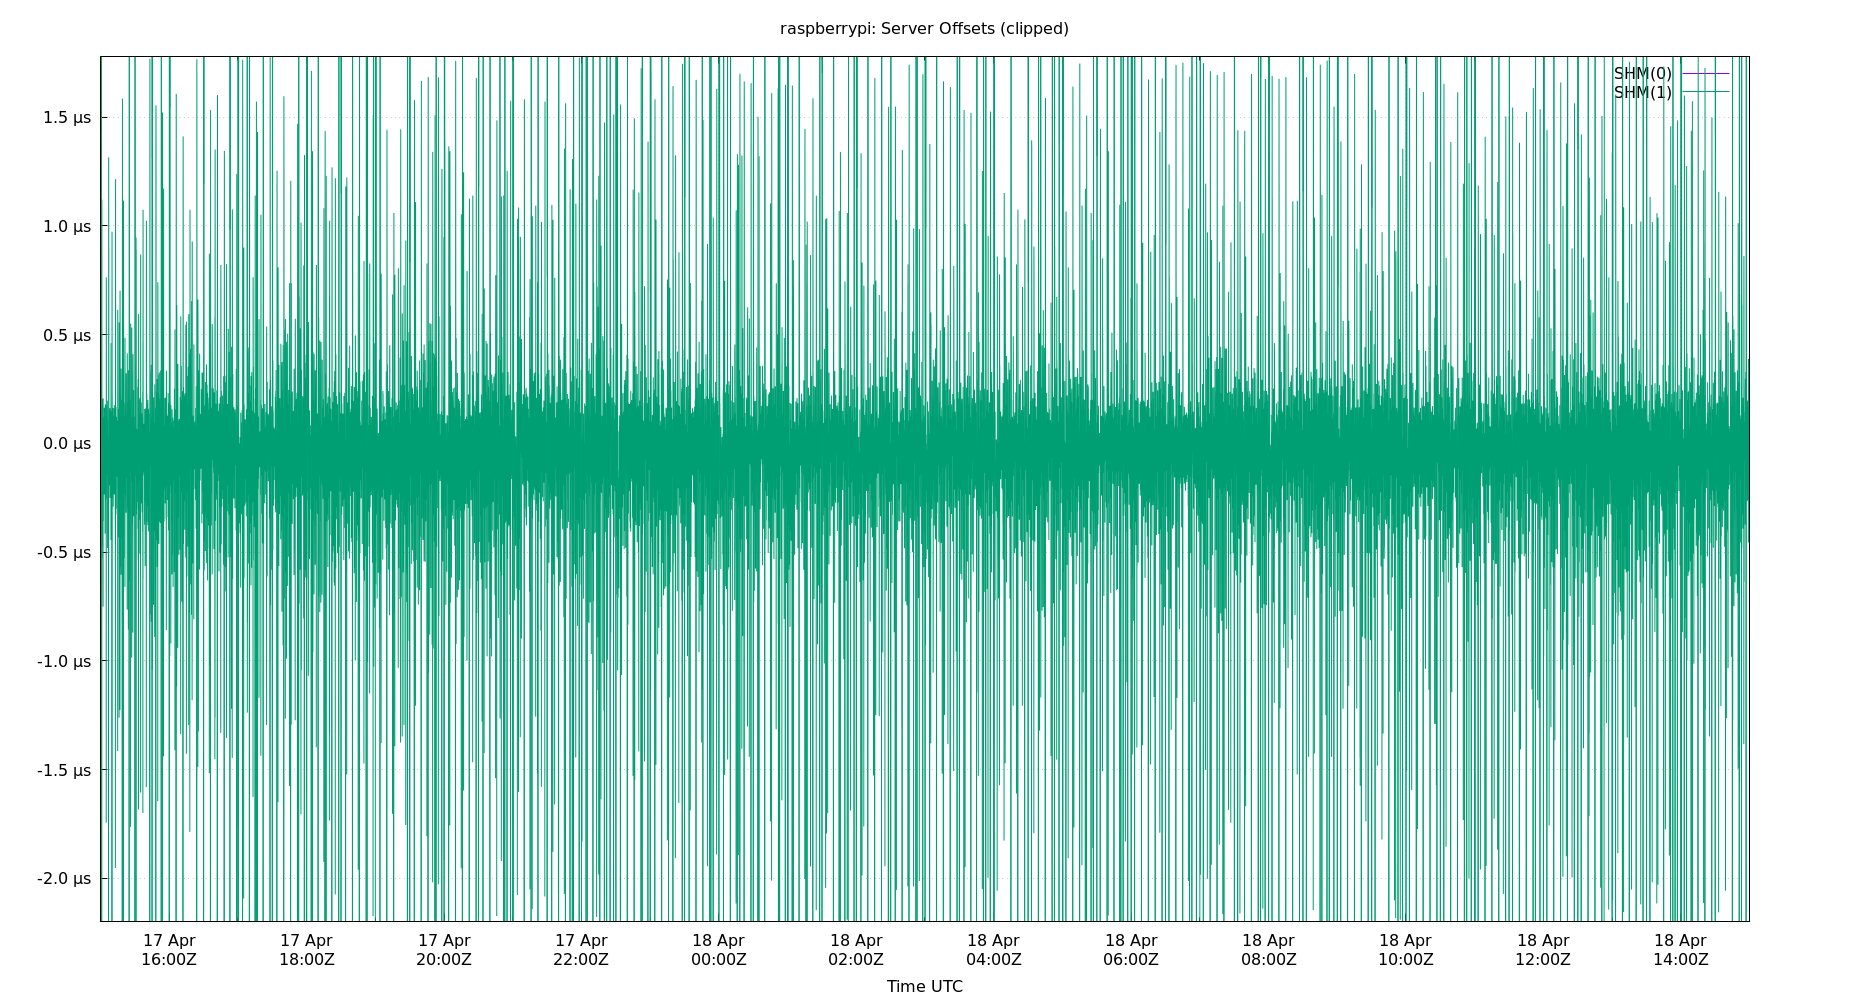 raspberrypi: Server Offsets (clipped)
SHM(0)
SHM(1)
1.5 µs
1.0 µs
0.5 µs
0.0 µs
-0.5 µs
-1.0 µs
-1.5 µs
-2.0 µs
17 Apr 17 Apr 17 Apr 17 Apr 18 Apr 18 Apr 18 Apr 18 Apr 18 Apr 18 Apr 18 Apr 18 Apr
16:00Z 18:00Z 20:00Z 22:00Z 00:00Z 02:00Z 04:00Z 06:00Z 08:00Z 10:00Z 12:00Z 14:00Z
Time UTC